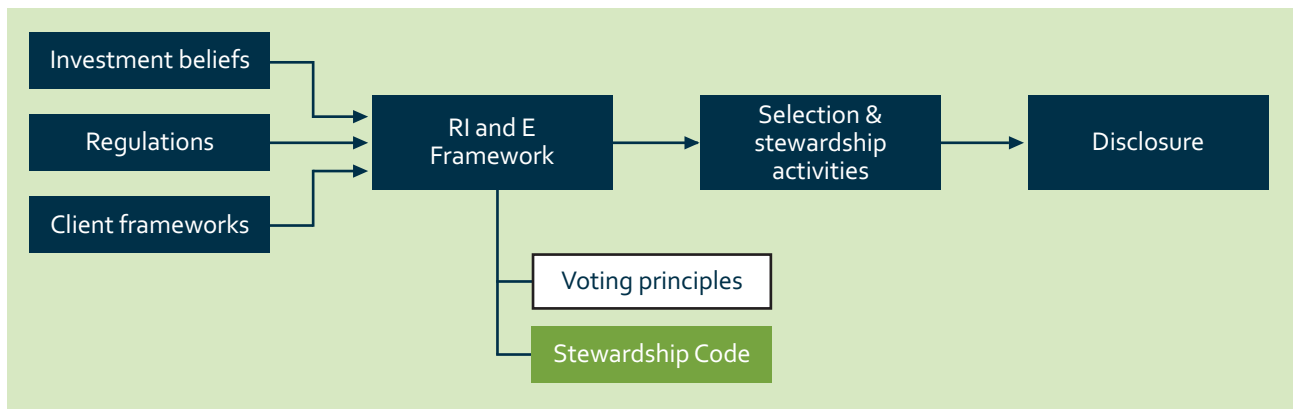 Investment beliefs
Regulations
Client frameworks
RI and E
Framework
Selection &
stewardship
activities
Disclosure
Voting principles
Stewardship Code